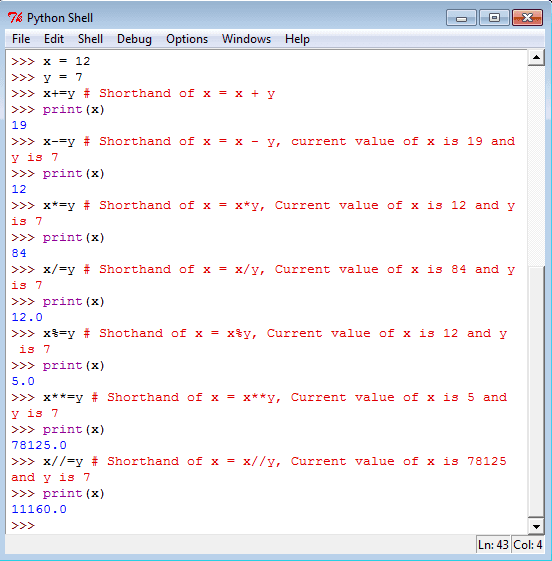 Python Shell
File Edit Shell Debug Options Windows Help
>>> x = 12
>>> y = 7
>>> x+=y # Shorthand of x = x + y
>>> print(x)
19
>>> x-=y # Shorthand of x = x - y, current value of x is 19 and
y is 7
>>> print(x)
12
>>> x*=y # Shorthand of x = x*y, Current value of x is 12 and y
is 7
>>> print(x)
84
>>> x/=y # Shorthand of x = x/y, Current value of x is 84 and y
is 7
>>> print(x)
12.0
>>> x%=y # Shothand of x = x%y, Current value of x is 12 and y
 is 7
>>> print(x)
5.0
>>> x**=y # Shorthand of x = x**y, Current value of x is 5 and
y is 7
>>> print(x)
78125.0
>>> x//=y # Shorthand of x = x//y, Current value of x is 78125
and y is 7
>>> print(x)
11160.0
>>>
Ln: 43 Col: 4